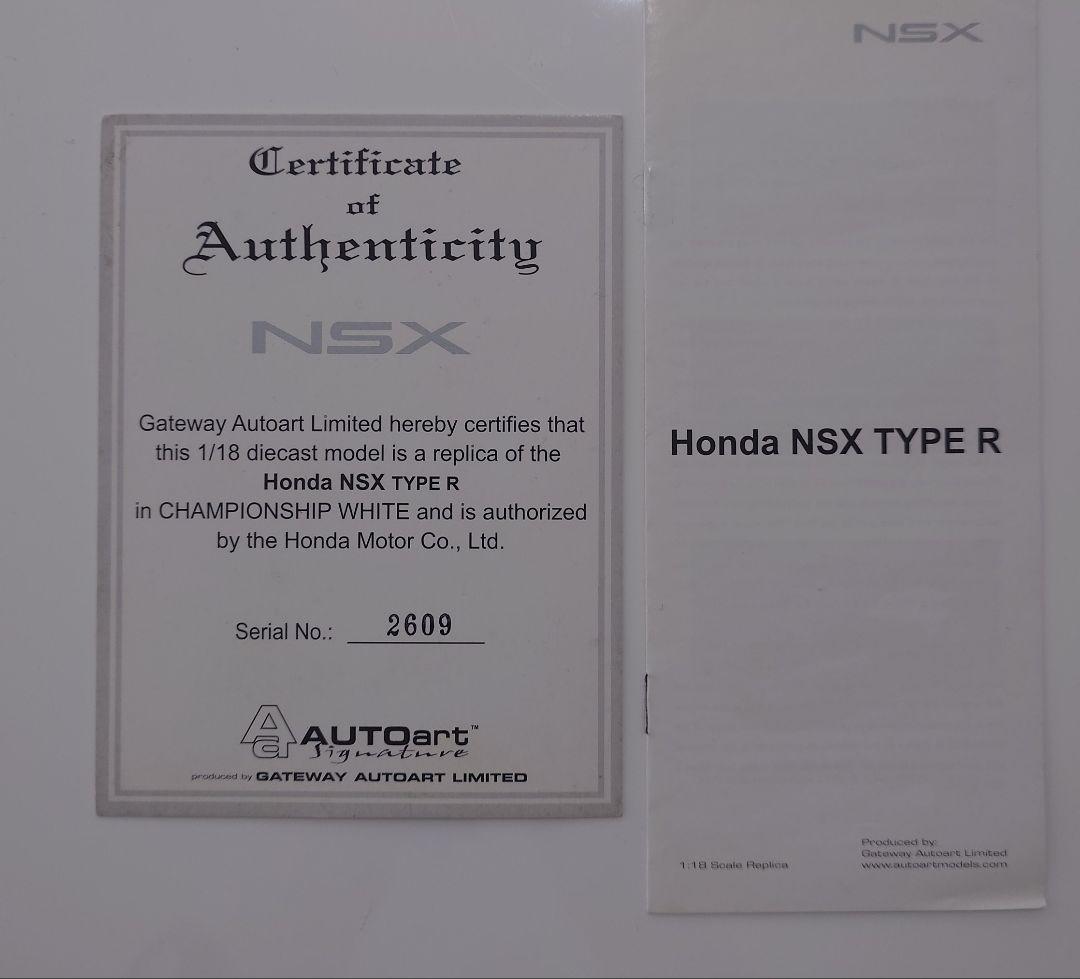 Certificate
of
Authenticity
NSX
Gateway Autoart Limited hereby certifies that
this 1/18 diecast model is a replica of the
Honda NSX TYPE R
in CHAMPIONSHIP WHITE and is authorized
by the Honda Motor Co., Ltd.
Serial No.: 2609
Aa AUTOart™
Signature
produced by GATEWAY AUTOART LIMITED
NSX
Honda NSX TYPE R
1:18 Scale Replica
Produced by:
Gateway Autoart Limited
www.autoartmodels.com